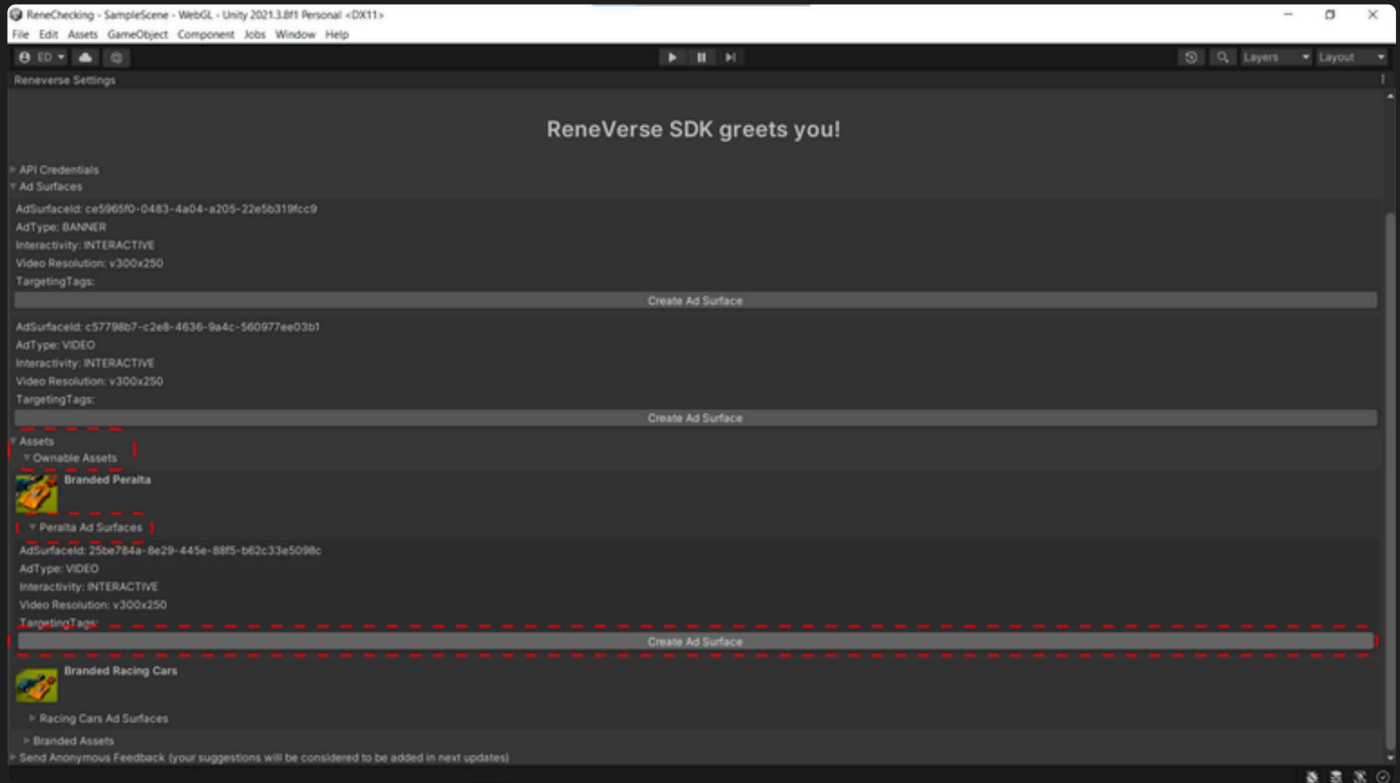 ReneChecking - SampleScene - WebGL - Unity 2021.3.8f1 Personal <DX11>
File Edit Assets GameObject Component Jobs Window Help
ED Layers Layout
Reneverse Settings
ReneVerse SDK greets you!
API Credentials
Ad Surfaces
AdSurfaceId: ce5965f0-0483-4a04-a205-22e5b319fcc9
AdType: BANNER
Interactivity: INTERACTIVE
Video Resolution: v300x250
TargetingTags:
Create Ad Surface
AdSurfaceId: c57798b7-c2e8-4636-9a4c-560977ee03b1
AdType: VIDEO
Interactivity: INTERACTIVE
Video Resolution: v300x250
TargetingTags:
Create Ad Surface
Assets
Ownable Assets
Branded Peralta
Peralta Ad Surfaces
AdSurfaceId: 25be784a-8e29-445e-88f5-b62c33e5098c
AdType: VIDEO
Interactivity: INTERACTIVE
Video Resolution: v300x250
TargetingTags:
Create Ad Surface
Branded Racing Cars
Racing Cars Ad Surfaces
Branded Assets
Send Anonymous Feedback (your suggestions will be considered to be added in next updates)